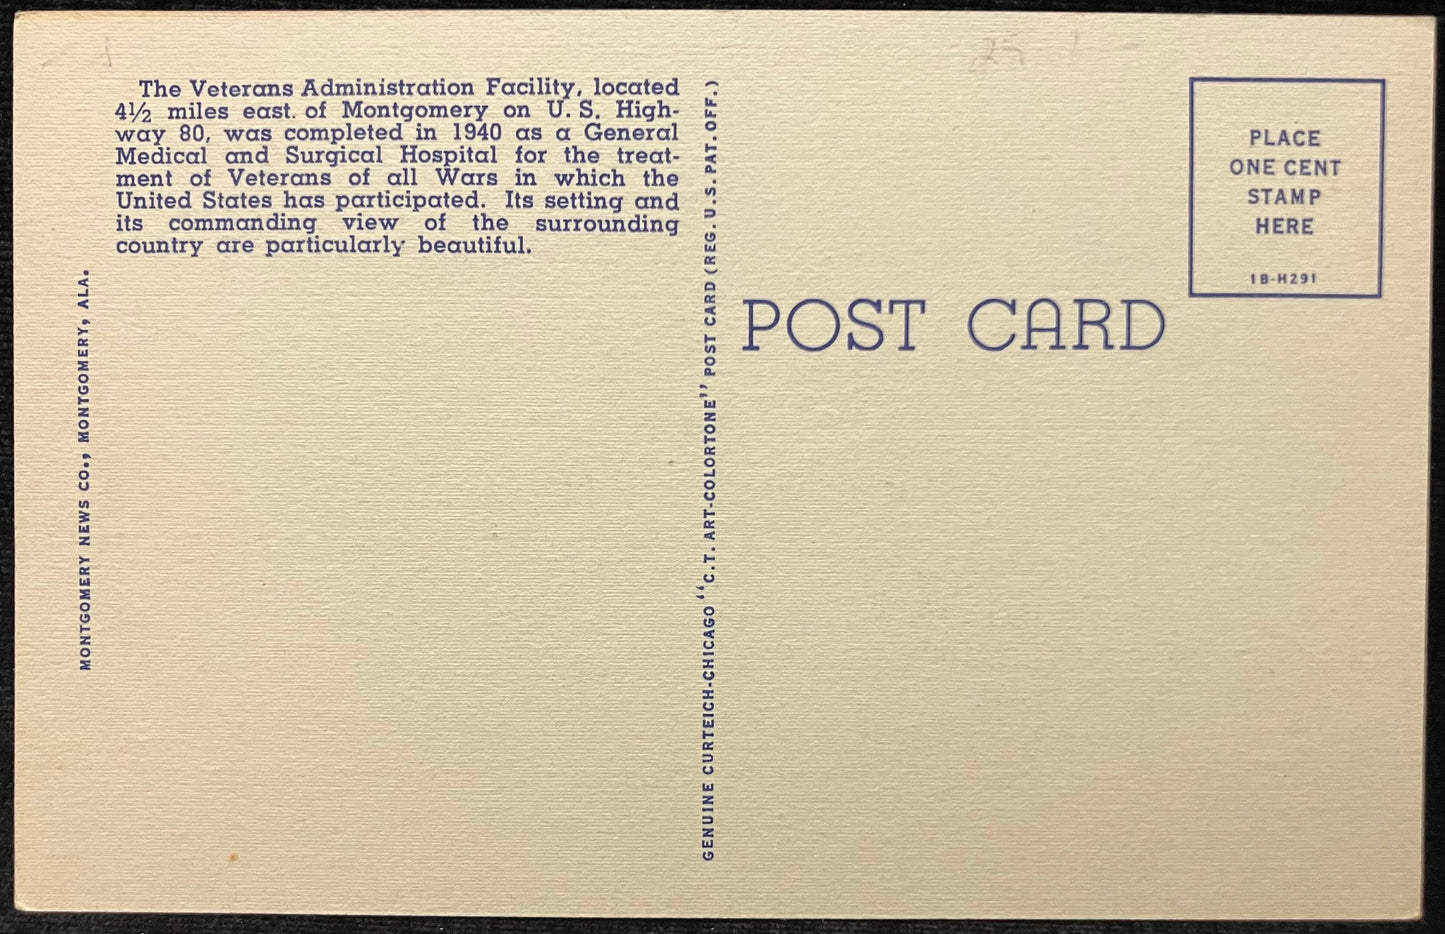 The Veterans Administration Facility, located
4½ miles east. of Montgomery on U. S. High-
way 80, was completed in 1940 as a General
Medical and Surgical Hospital for the treat-
ment of Veterans of all Wars in which the
United States has participated. Its setting and
its commanding view of the surrounding
country are particularly beautiful.
MONTGOMERY NEWS CO., MONTGOMERY, ALA.
GENUINE CURTEICH-CHICAGO "C.T. ART-COLORTONE" POST CARD (REG. U.S. PAT. OFF.)
25
PLACE
ONE CENT
STAMP
HERE
1B-H291
POST CARD